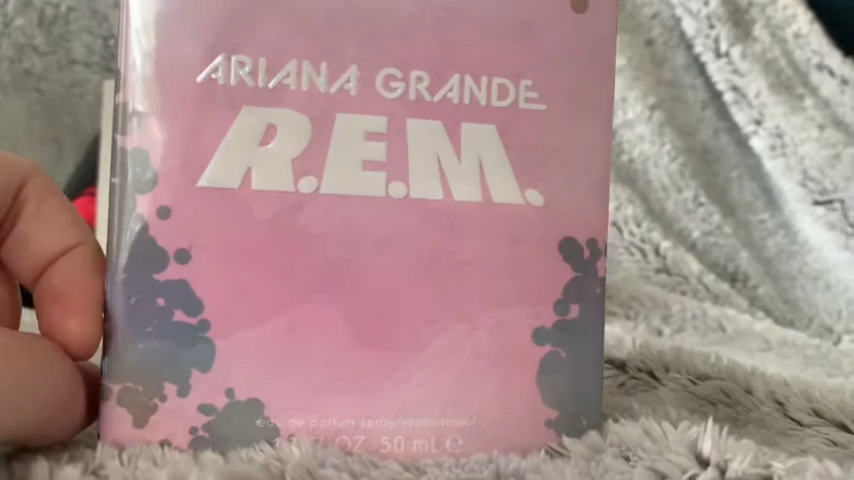 ARIANA GRANDE
R.E.M.
eau de parfum spray/vaporisateur
FL OZ 50 mL ℮